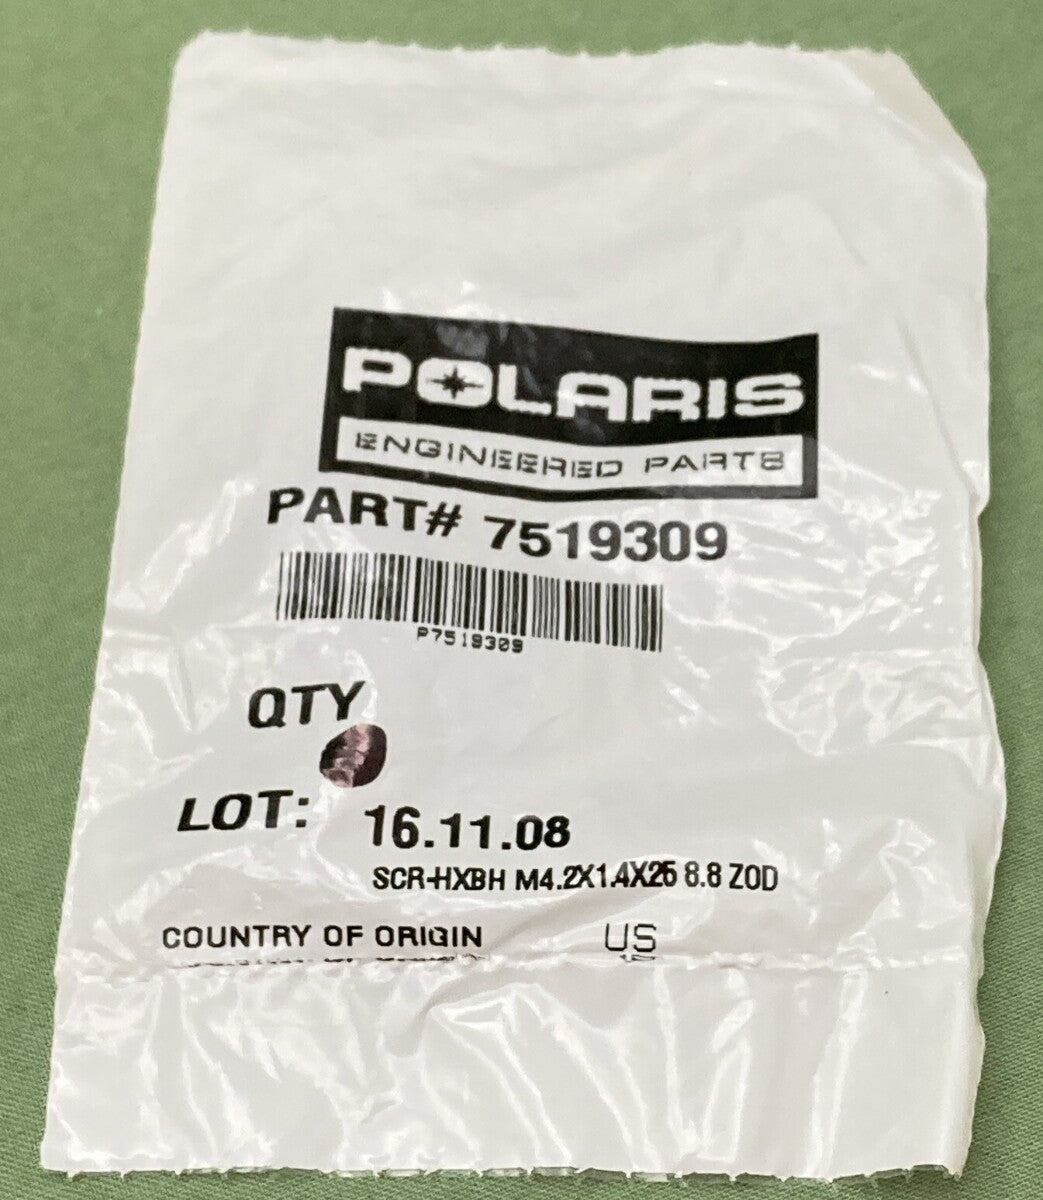 POLARIS
ENGINEERED PARTS
PART# 7519309
P7519309
QTY
LOT: 16.11.08
SCR-HXBH M4.2X1.4X25 8.8 ZOD
COUNTRY OF ORIGIN US